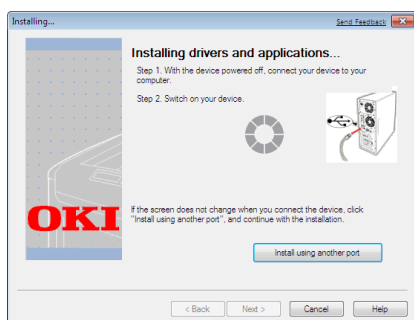 Installing...
Send Feedback
Installing drivers and applications...
Step 1. With the device powered off, connect your device to your
computer.
Step 2. Switch on your device.
OKI
If the screen does not change when you connect the device, click
"Install using another port", and continue with the installation.
Install using another port
< Back
Next >
Cancel
Help